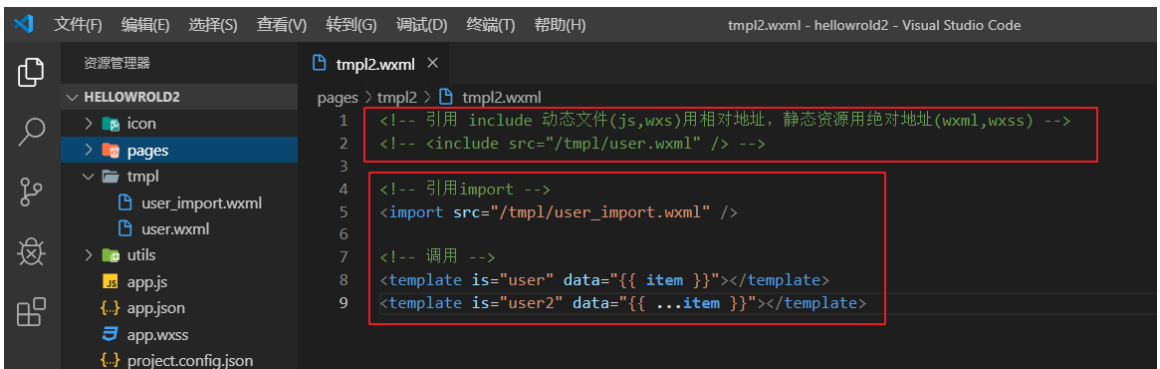 文件(F) 编辑(E) 选择(S) 查看(V) 转到(G) 调试(D) 终端(T) 帮助(H) tmpl2.wxml - hellowrold2 - Visual Studio Code
资源管理器
HELLOWROLD2
icon
pages
tmpl
user_import.wxml
user.wxml
utils
JS app.js
{..} app.json
app.wxss
{..} project.config.json
tmpl2.wxml ×
pages > tmpl2 > tmpl2.wxml
1 <!-- 引用 include 动态文件(js,wxs)用相对地址，静态资源用绝对地址(wxml,wxss) -->
2 <!-- <include src="/tmpl/user.wxml" /> -->
3
4 <!-- 引用import -->
5 <import src="/tmpl/user_import.wxml" />
6
7 <!-- 调用 -->
8 <template is="user" data="{{ item }}"></template>
9 <template is="user2" data="{{ ...item }}"></template>